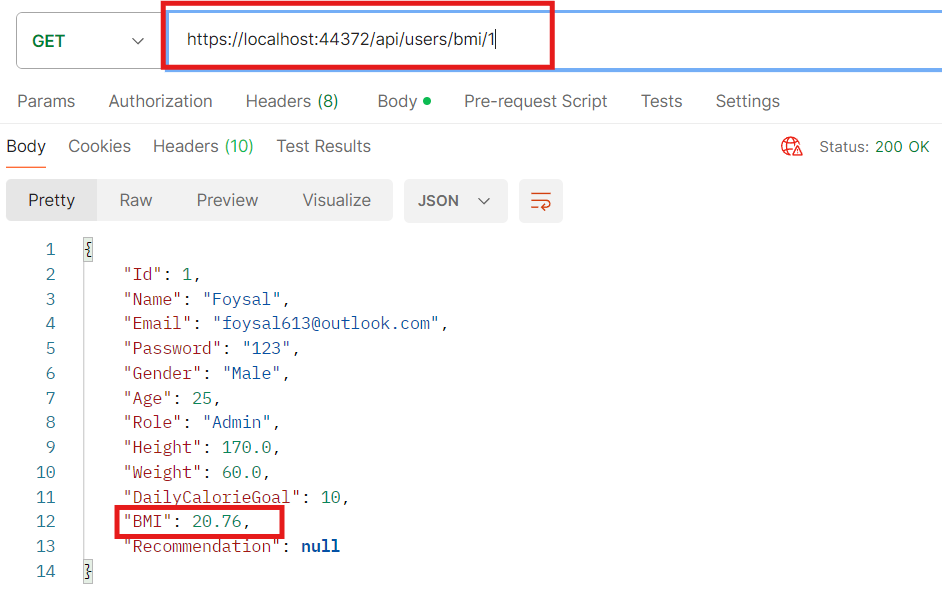 GET https://localhost:44372/api/users/bmi/1
Params Authorization Headers (8) Body Pre-request Script Tests Settings
Body Cookies Headers (10) Test Results Status: 200 OK
Pretty Raw Preview Visualize JSON
1 {
2 "Id": 1,
3 "Name": "Foysal",
4 "Email": "foysal613@outlook.com",
5 "Password": "123",
6 "Gender": "Male",
7 "Age": 25,
8 "Role": "Admin",
9 "Height": 170.0,
10 "Weight": 60.0,
11 "DailyCalorieGoal": 10,
12 "BMI": 20.76,
13 "Recommendation": null
14 }